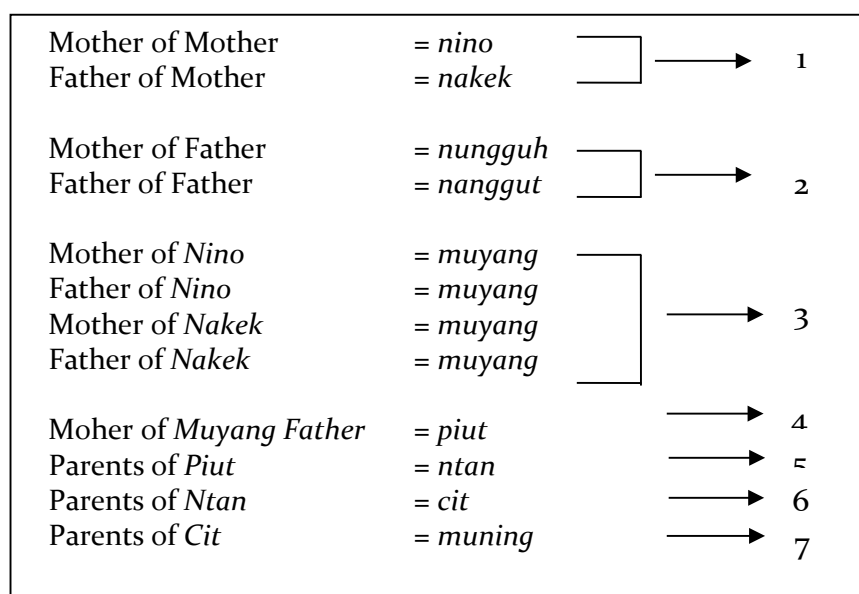 Mother of Mother = nino
Father of Mother = nakek
1
Mother of Father = nungguh
Father of Father = nanggut
2
Mother of Nino = muyang
Father of Nino = muyang
Mother of Nakek = muyang
Father of Nakek = muyang
3
Moher of Muyang Father = piut 4
Parents of Piut = ntan 5
Parents of Ntan = cit 6
Parents of Cit = muning 7